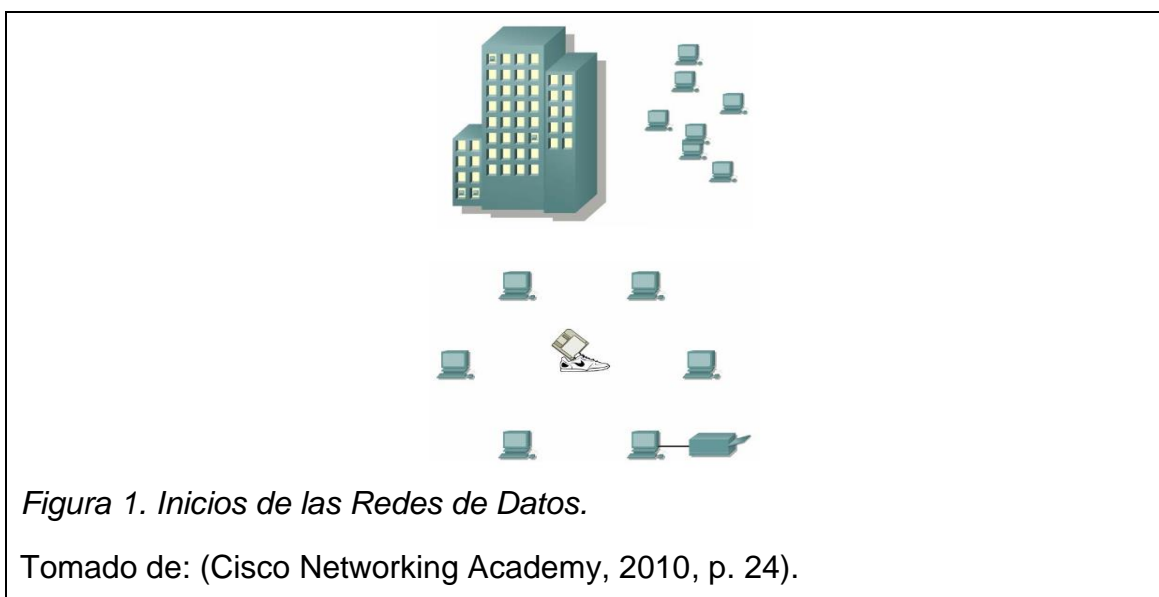 Figura 1. Inicios de las Redes de Datos.
Tomado de: (Cisco Networking Academy, 2010, p. 24).